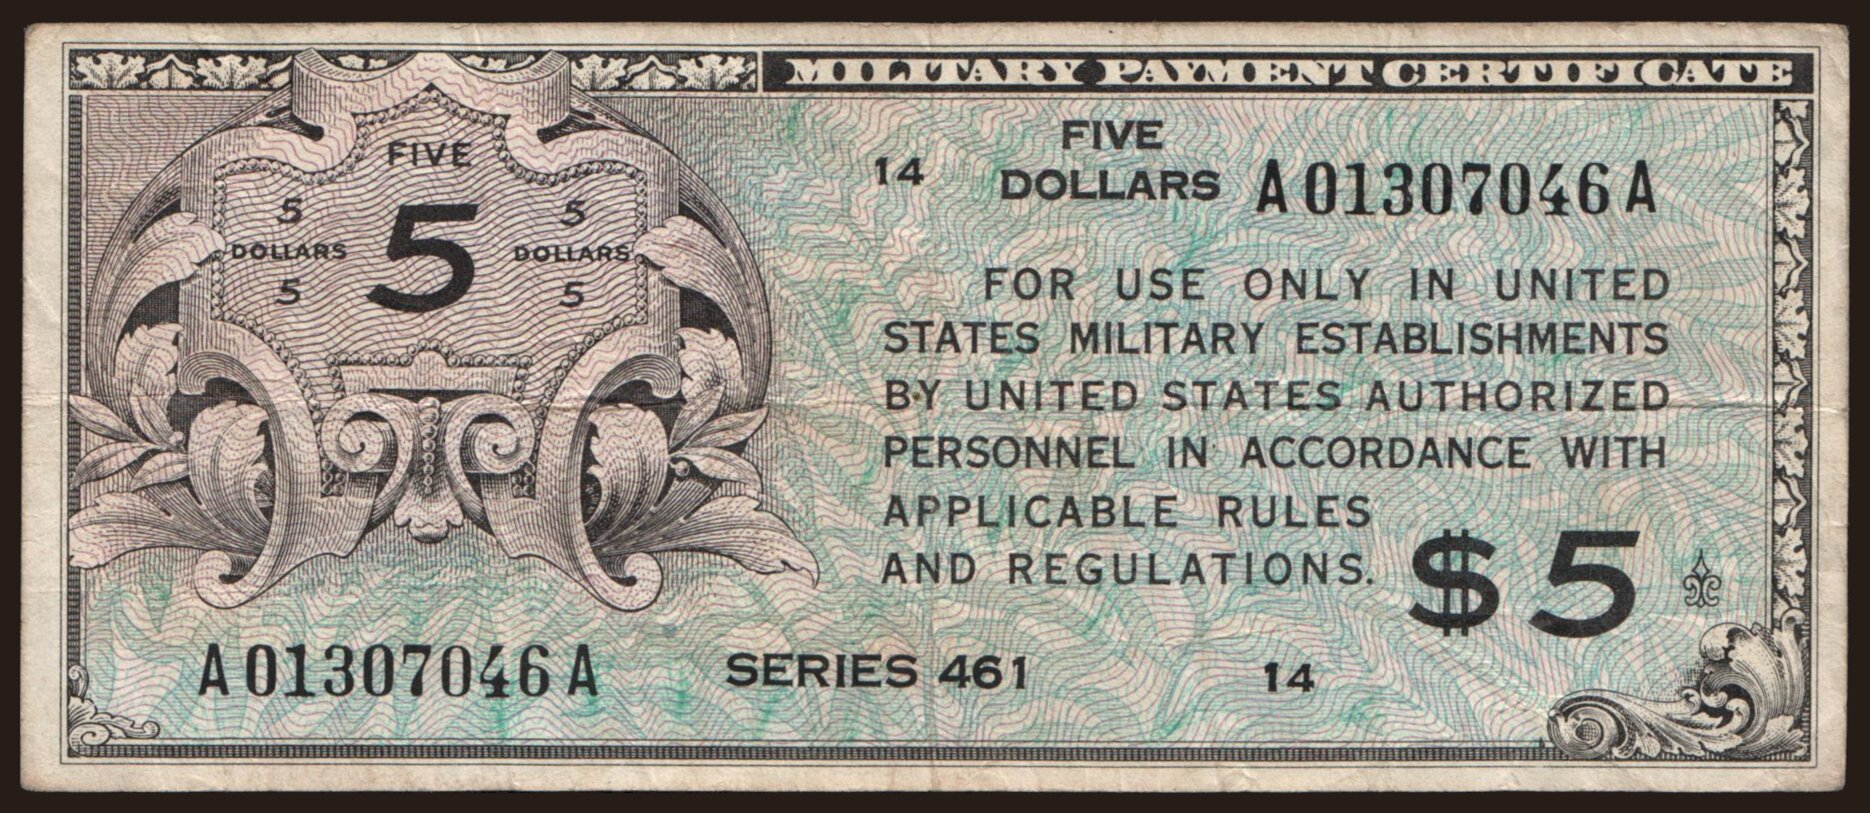 MILITARY PAYMENT CERTIFICATE
FIVE
5 5
DOLLARS 5 DOLLARS
5 5
14 FIVE DOLLARS A01307046A
FOR USE ONLY IN UNITED
STATES MILITARY ESTABLISHMENTS
BY UNITED STATES AUTHORIZED
PERSONNEL IN ACCORDANCE WITH
APPLICABLE RULES
AND REGULATIONS.
$5
A01307046A SERIES 461 14